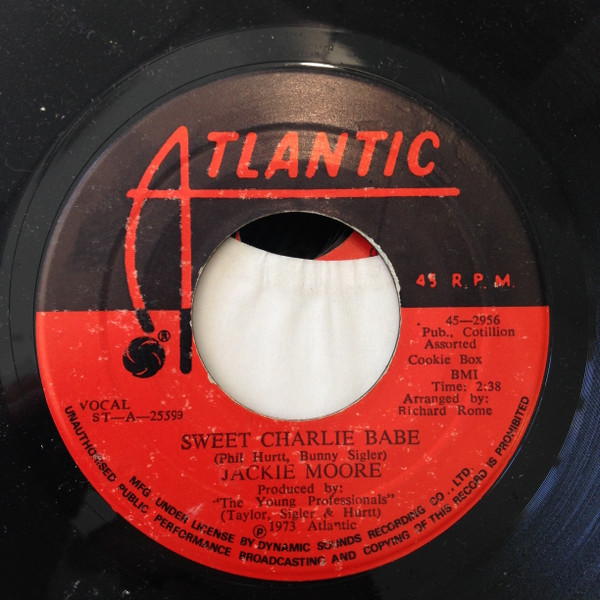 ATLANTIC
®
45 R.P.M.
45—2956
Pub., Cotillion
Assorted
Cookie Box
BMI
Time: 2:38
Arranged by:
Richard Rome
VOCAL
ST—A—25599
SWEET CHARLIE BABE
(Phil Hurtt, Bunny Sigler)
JACKIE MOORE
Produced by:
"The Young Professionals"
(Taylor, Sigler & Hurtt)
℗ 1973 Atlantic
MFG. UNDER LICENSE BY DYNAMIC SOUNDS RECORDING CO., LTD.
UNAUTHORISED PUBLIC PERFORMANCE BROADCASTING AND COPYING OF THIS RECORD IS PROHIBITED